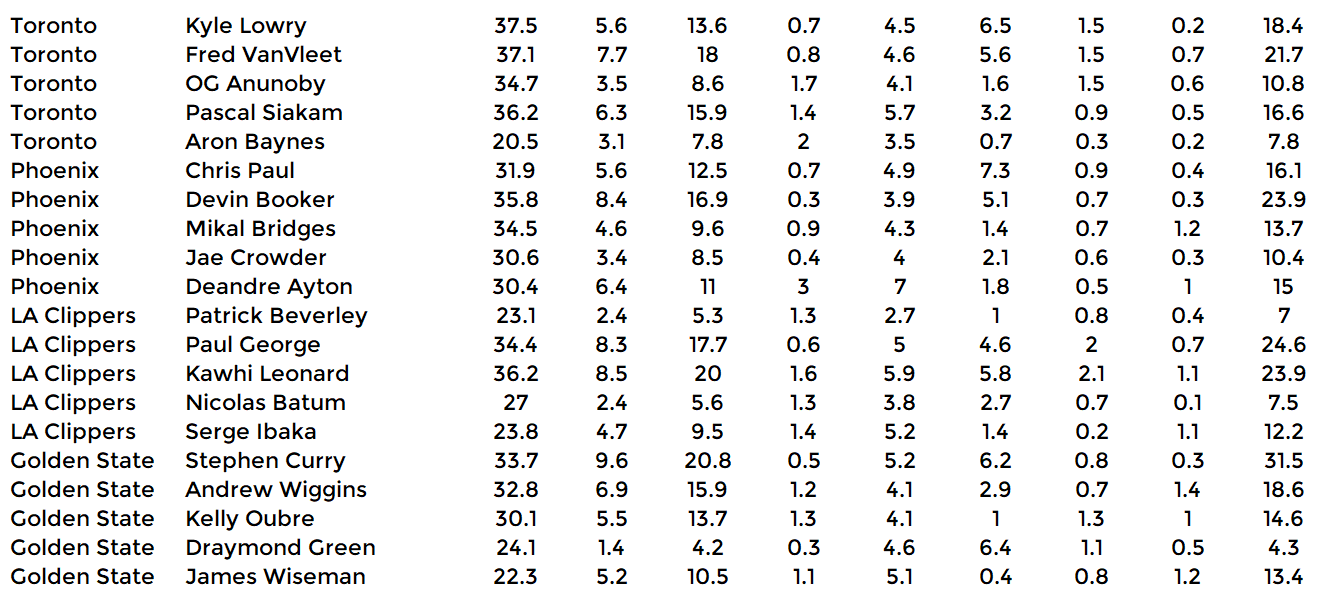 Toronto Kyle Lowry 37.5 5.6 13.6 0.7 4.5 6.5 1.5 0.2 18.4
Toronto Fred VanVleet 37.1 7.7 18 0.8 4.6 5.6 1.5 0.7 21.7
Toronto OG Anunoby 34.7 3.5 8.6 1.7 4.1 1.6 1.5 0.6 10.8
Toronto Pascal Siakam 36.2 6.3 15.9 1.4 5.7 3.2 0.9 0.5 16.6
Toronto Aron Baynes 20.5 3.1 7.8 2 3.5 0.7 0.3 0.2 7.8
Phoenix Chris Paul 31.9 5.6 12.5 0.7 4.9 7.3 0.9 0.4 16.1
Phoenix Devin Booker 35.8 8.4 16.9 0.3 3.9 5.1 0.7 0.3 23.9
Phoenix Mikal Bridges 34.5 4.6 9.6 0.9 4.3 1.4 0.7 1.2 13.7
Phoenix Jae Crowder 30.6 3.4 8.5 0.4 4 2.1 0.6 0.3 10.4
Phoenix Deandre Ayton 30.4 6.4 11 3 7 1.8 0.5 1 15
LA Clippers Patrick Beverley 23.1 2.4 5.3 1.3 2.7 1 0.8 0.4 7
LA Clippers Paul George 34.4 8.3 17.7 0.6 5 4.6 2 0.7 24.6
LA Clippers Kawhi Leonard 36.2 8.5 20 1.6 5.9 5.8 2.1 1.1 23.9
LA Clippers Nicolas Batum 27 2.4 5.6 1.3 3.8 2.7 0.7 0.1 7.5
LA Clippers Serge Ibaka 23.8 4.7 9.5 1.4 5.2 1.4 0.2 1.1 12.2
Golden State Stephen Curry 33.7 9.6 20.8 0.5 5.2 6.2 0.8 0.3 31.5
Golden State Andrew Wiggins 32.8 6.9 15.9 1.2 4.1 2.9 0.7 1.4 18.6
Golden State Kelly Oubre 30.1 5.5 13.7 1.3 4.1 1 1.3 1 14.6
Golden State Draymond Green 24.1 1.4 4.2 0.3 4.6 6.4 1.1 0.5 4.3
Golden State James Wiseman 22.3 5.2 10.5 1.1 5.1 0.4 0.8 1.2 13.4